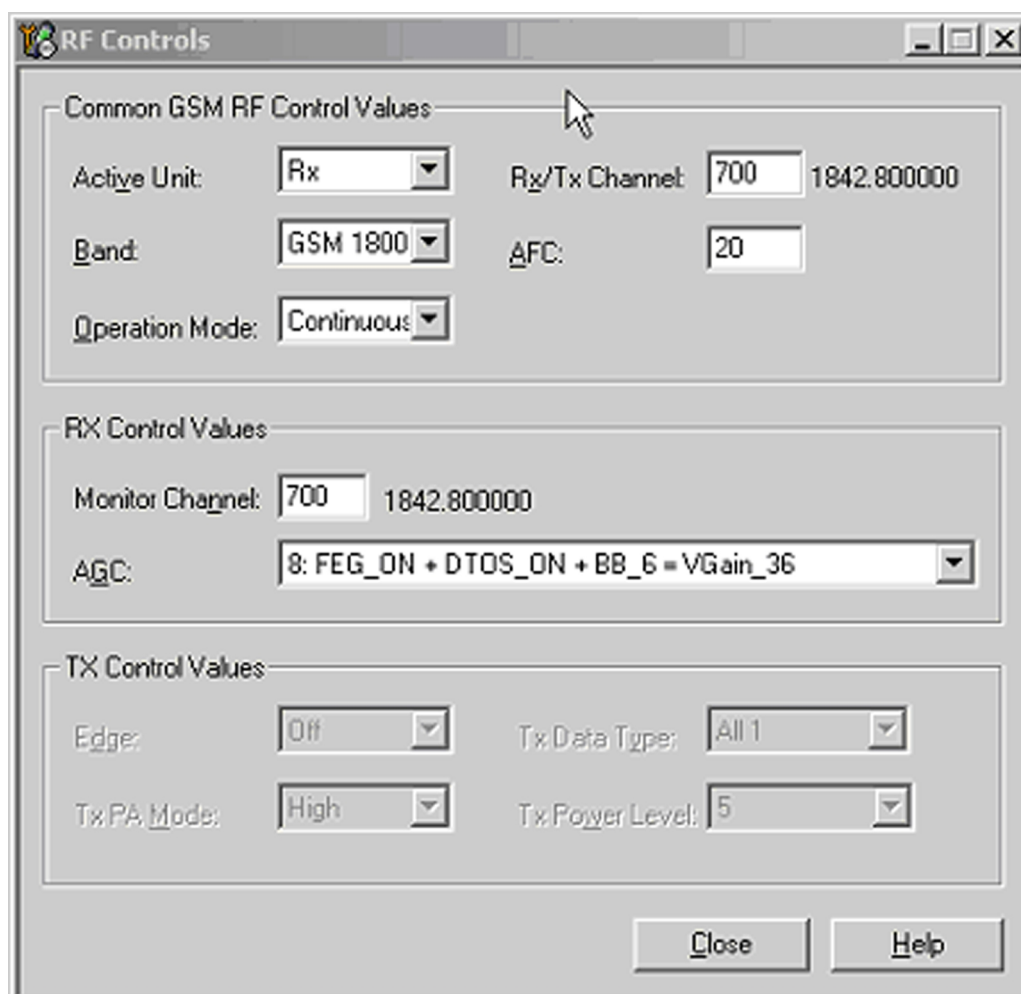 RF Controls
Common GSM RF Control Values
Active Unit: Rx Rx/Tx Channel: 700 1842.800000
Band: GSM 1800 AFC: 20
Operation Mode: Continuous
RX Control Values
Monitor Channel: 700 1842.800000
AGC: 8: FEG_ON + DTOS_ON + BB_6 = VGain_36
TX Control Values
Edge: Off Tx Data Type: All 1
Tx PA Mode: High Tx Power Level: 5
Close Help